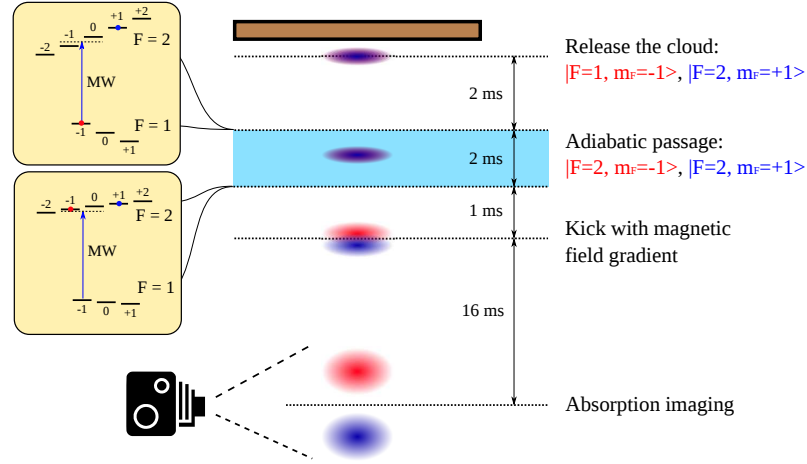 -2 -1 0 +1 +2
F = 2
MW
F = 1
-1 0 +1
-2 -1 0 +1 +2
F = 2
MW
F = 1
-1 0 +1
2 ms
2 ms
1 ms
16 ms
Release the cloud:
|F=1, mF=-1>, |F=2, mF=+1>
Adiabatic passage:
|F=2, mF=-1>, |F=2, mF=+1>
Kick with magnetic
field gradient
Absorption imaging